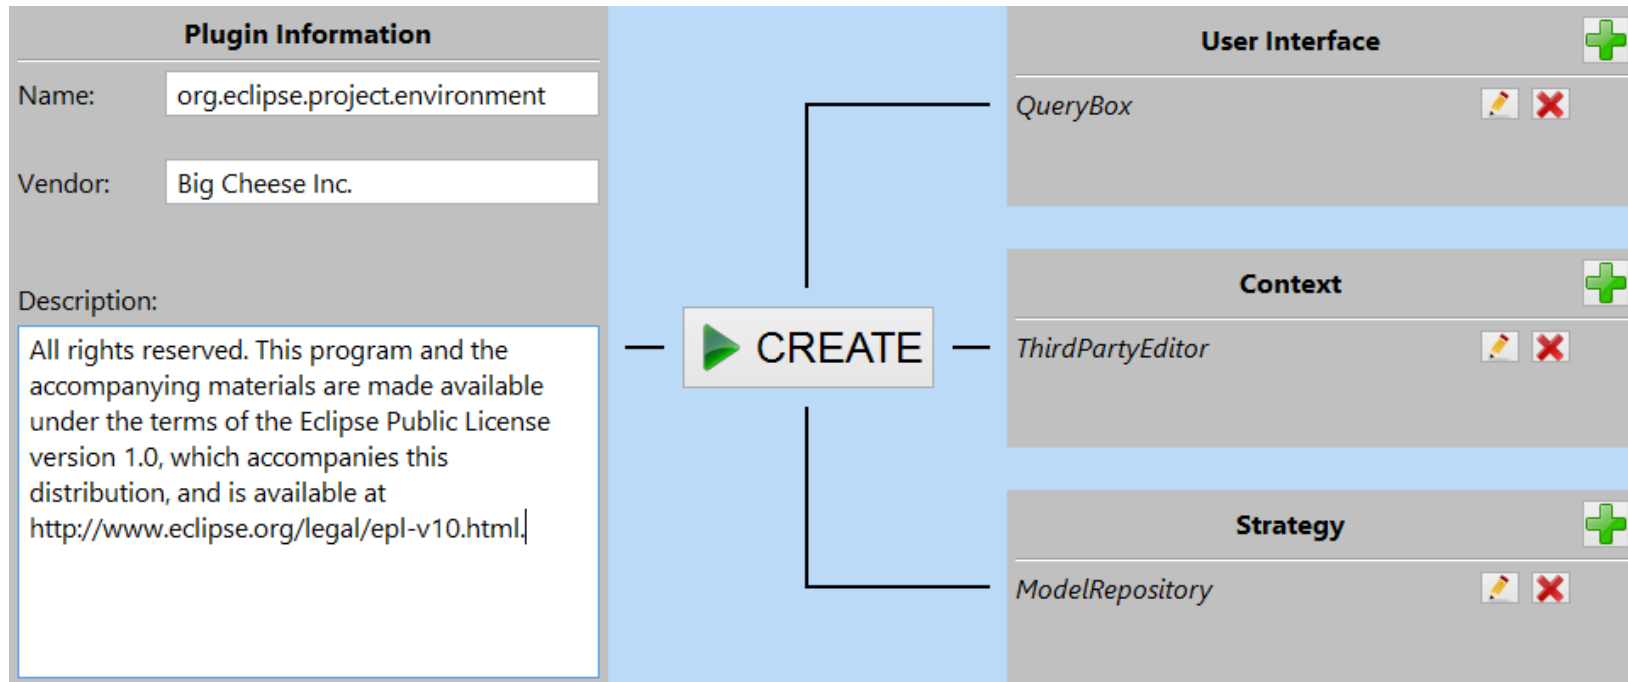 Plugin Information
Name: org.eclipse.project.environment
Vendor: Big Cheese Inc.
Description:
All rights reserved. This program and the
accompanying materials are made available
under the terms of the Eclipse Public License
version 1.0, which accompanies this
distribution, and is available at
http://www.eclipse.org/legal/epl-v10.html.
CREATE
User Interface
QueryBox
Context
ThirdPartyEditor
Strategy
ModelRepository